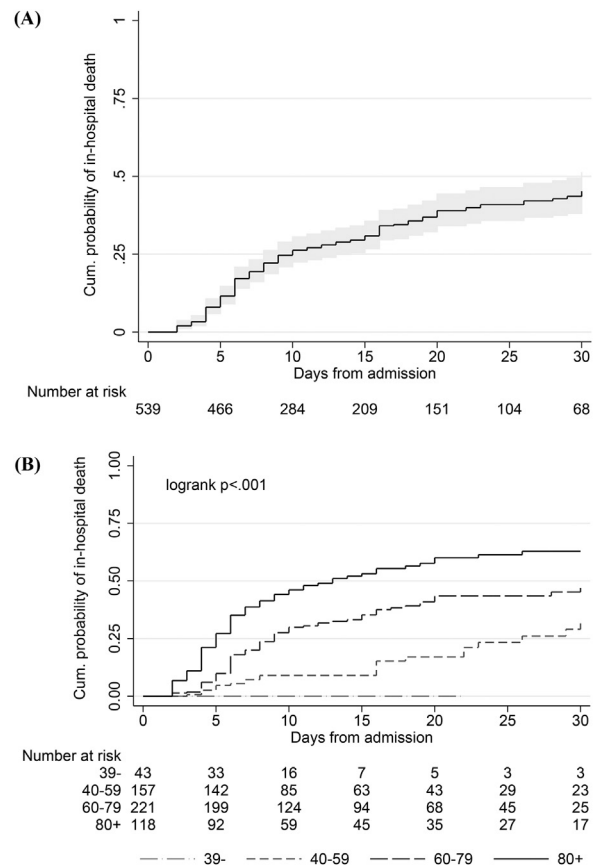 (A)
Cum. probability of in-hospital death
1
.75
.5
.25
0
0 5 10 15 20 25 30
Days from admission
Number at risk
539 466 284 209 151 104 68
(B)
Cum. probability of in-hospital death
1.00
0.75
0.50
0.25
0.00
logrank p<.001
0 5 10 15 20 25 30
Days from admission
Number at risk
39- 43 33 16 7 5 3 3
40-59 157 142 85 63 43 29 23
60-79 221 199 124 94 68 45 25
80+ 118 92 59 45 35 27 17
39- 40-59 60-79 80+